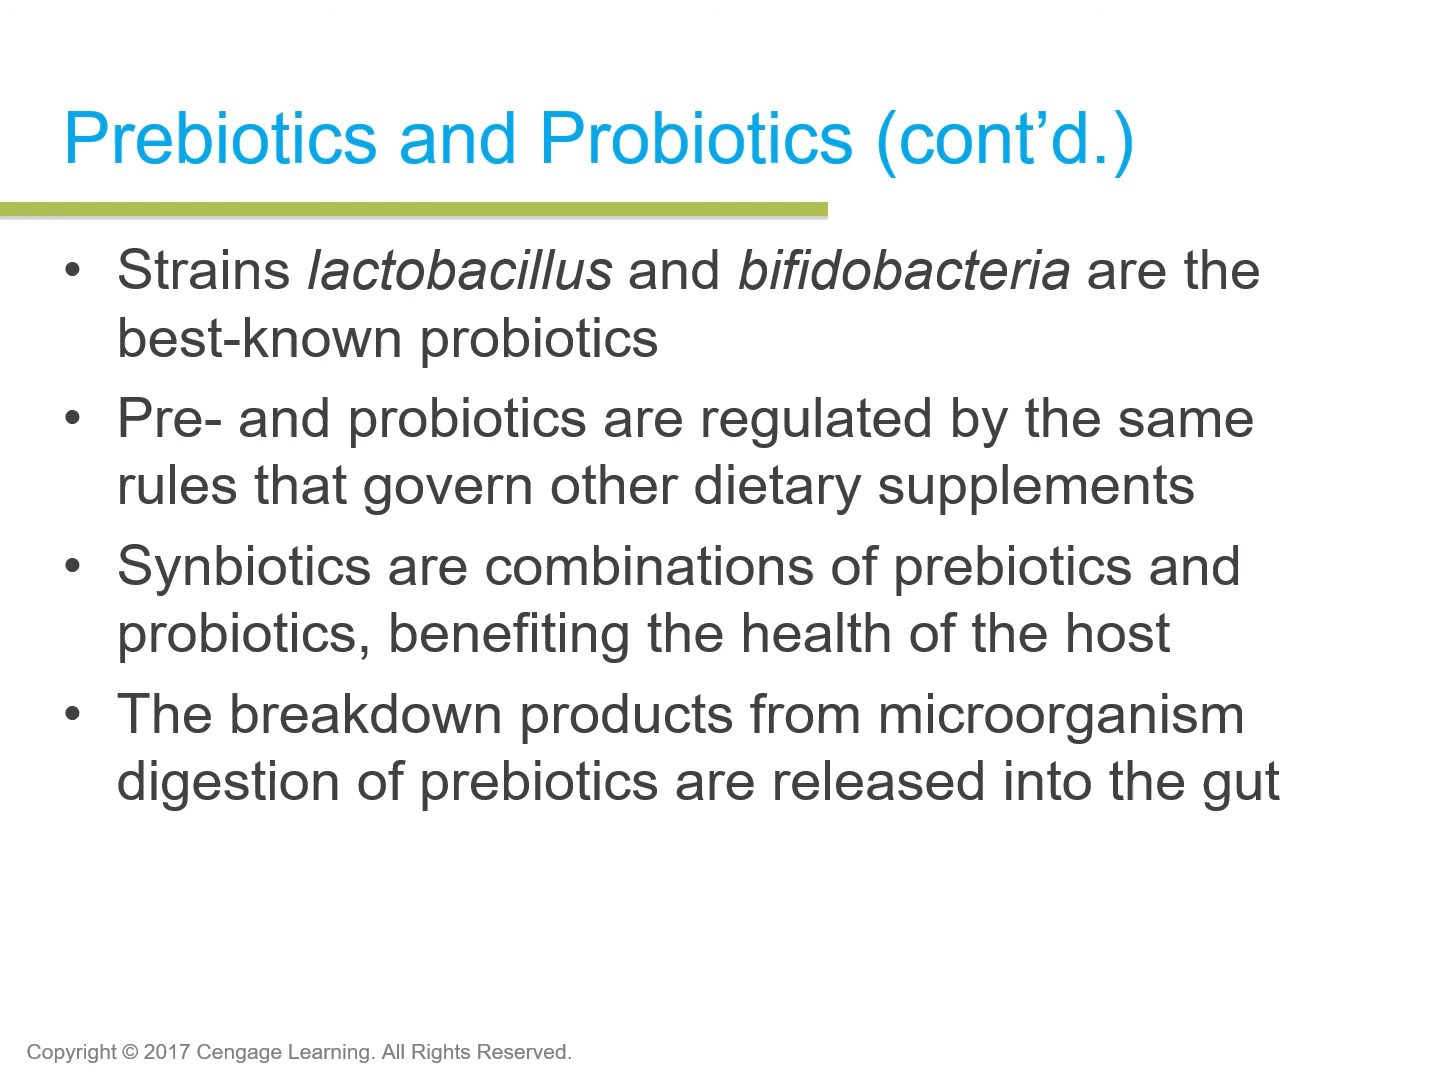 Prebiotics and Probiotics (cont’d.)
• Strains lactobacillus and bifidobacteria are the
best-known probiotics
• Pre- and probiotics are regulated by the same
rules that govern other dietary supplements
• Synbiotics are combinations of prebiotics and
probiotics, benefiting the health of the host
• The breakdown products from microorganism
digestion of prebiotics are released into the gut
Copyright © 2017 Cengage Learning. All Rights Reserved.